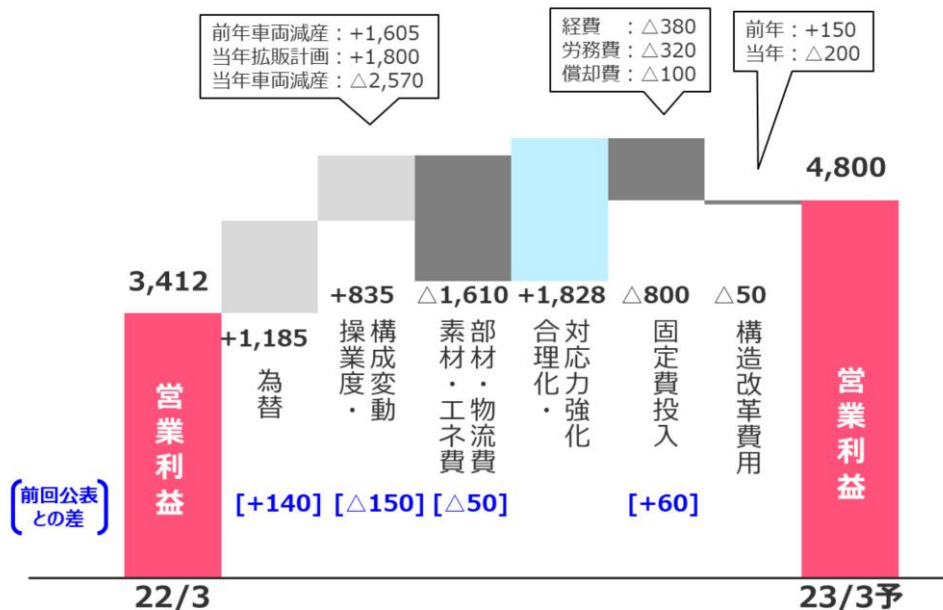 前年車両減産：+1,605
当年拡販計画：+1,800
当年車両減産：△2,570
経費　：△380
労務費：△320
償却費：△100
前年：+150
当年：△200
3,412
+1,185
+835
△1,610
+1,828
△800
△50
4,800
営業利益
為替
操業度・
構成変動
素材・エネ費
部材・物流費
合理化・
対応力強化
固定費投入
構造改革費用
営業利益
前回公表
との差
[+140]
[△150]
[△50]
[+60]
22/3
23/3予